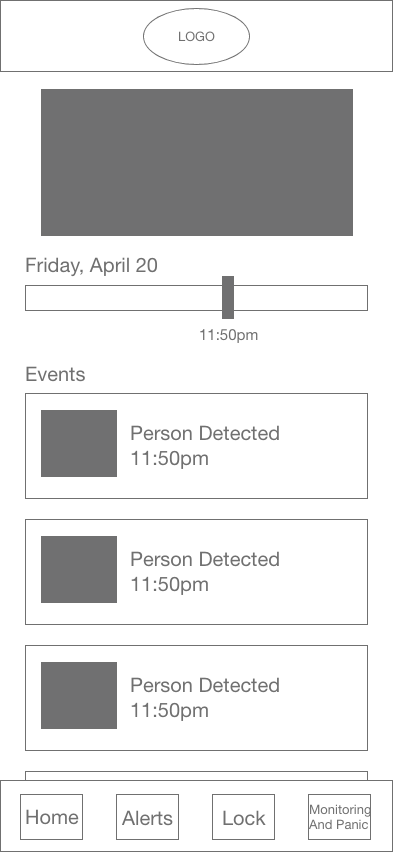 LOGO
Friday, April 20
11:50pm
Events
Person Detected
11:50pm
Person Detected
11:50pm
Person Detected
11:50pm
Home
Alerts
Lock
Monitoring
And Panic